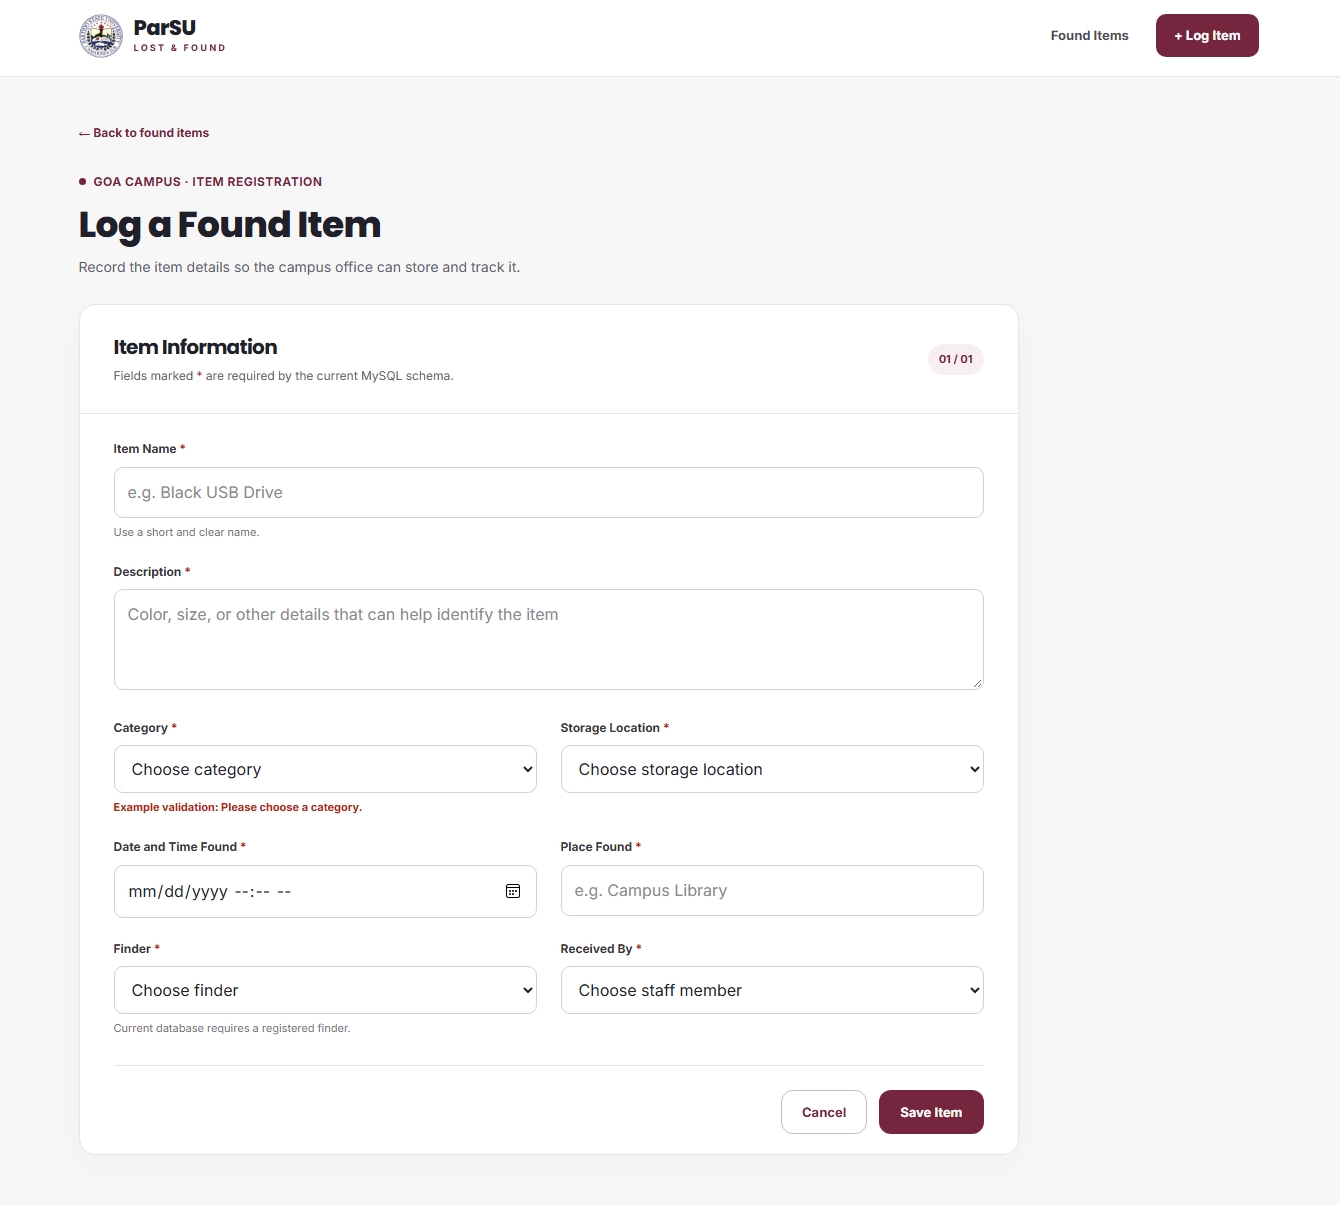 ParSU
LOST & FOUND
Found Items
+ Log Item
← Back to found items
GOA CAMPUS · ITEM REGISTRATION
Log a Found Item
Record the item details so the campus office can store and track it.
Item Information
Fields marked * are required by the current MySQL schema.
01 / 01
Item Name *
e.g. Black USB Drive
Use a short and clear name.
Description *
Color, size, or other details that can help identify the item
Category *
Storage Location *
Choose category
Choose storage location
Example validation: Please choose a category.
Date and Time Found *
Place Found *
mm/dd/yyyy --:-- --
e.g. Campus Library
Finder *
Received By *
Choose finder
Choose staff member
Current database requires a registered finder.
Cancel
Save Item